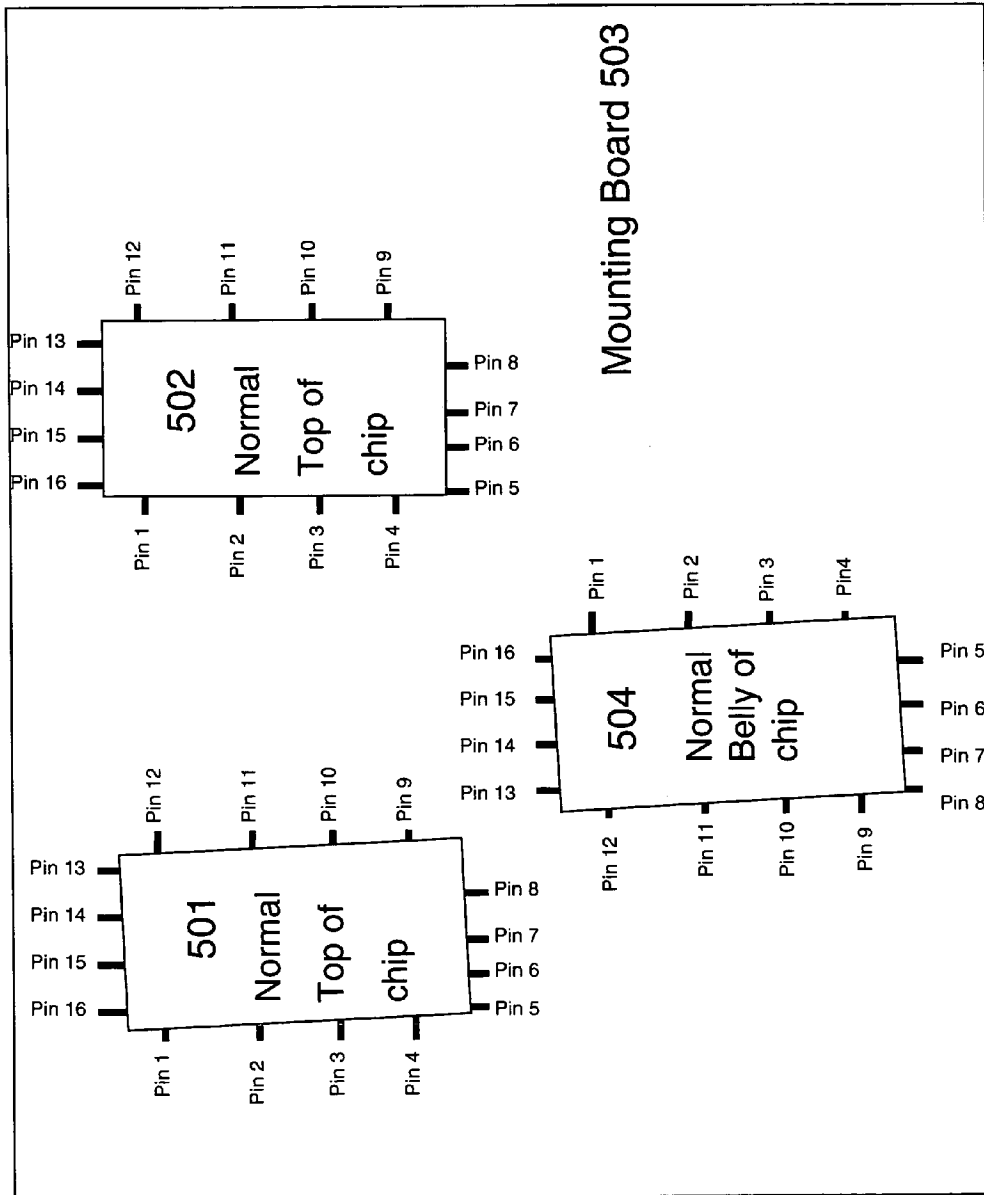 Mounting Board 503
Pin 13
Pin 14
Pin 15
Pin 16
Pin 12
Pin 11
Pin 10
Pin 9
502
Normal
Top of
chip
Pin 8
Pin 7
Pin 6
Pin 5
Pin 1
Pin 2
Pin 3
Pin 4
Pin 16
Pin 15
Pin 14
Pin 13
Pin 1
Pin 2
Pin 3
Pin4
504
Normal
Belly of
chip
Pin 5
Pin 6
Pin 7
Pin 8
Pin 12
Pin 11
Pin 10
Pin 9
Pin 13
Pin 14
Pin 15
Pin 16
Pin 12
Pin 11
Pin 10
Pin 9
501
Normal
Top of
chip
Pin 8
Pin 7
Pin 6
Pin 5
Pin 1
Pin 2
Pin 3
Pin 4